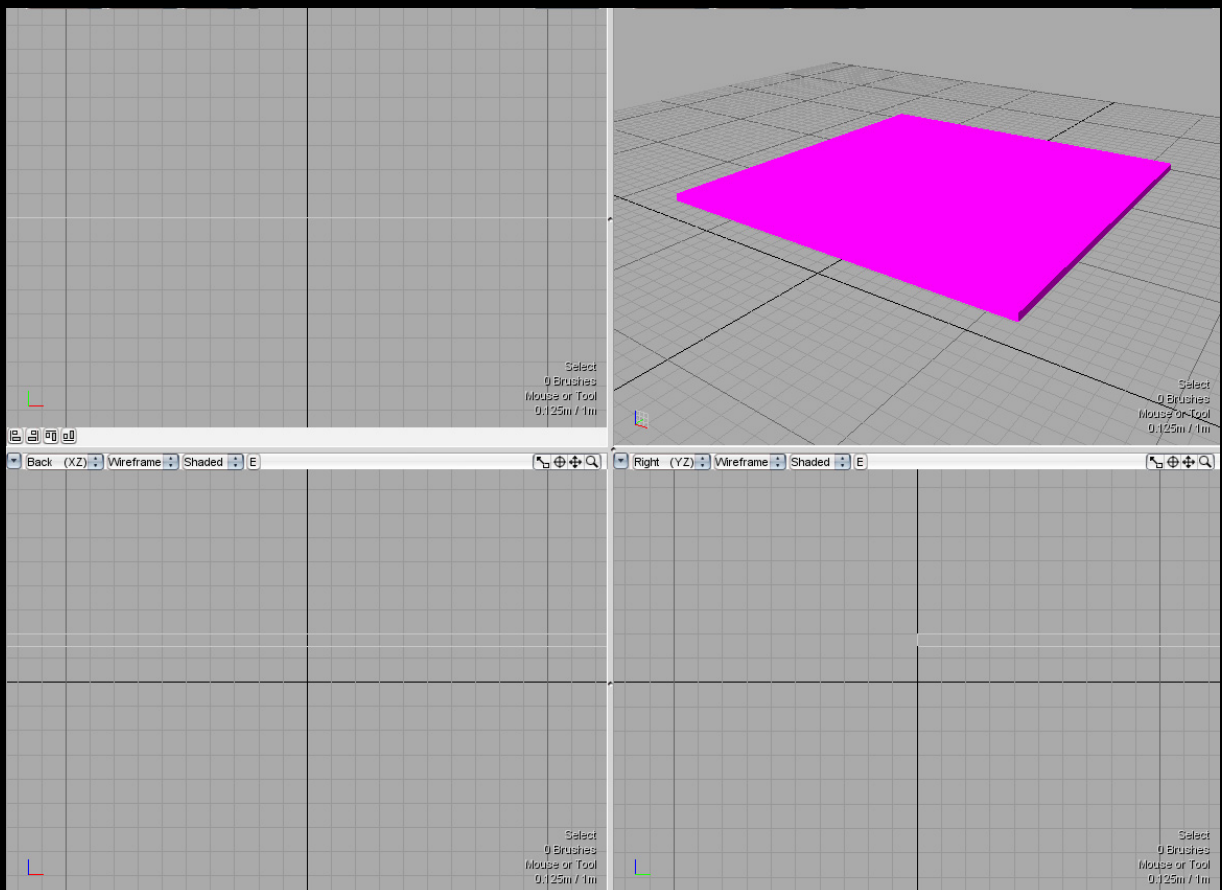 Select
0 Brushes
Mouse or Tool
0.125m / 1m
Select
0 Brushes
Mouse or Tool
0.125m / 1m
Back (XZ) Wireframe Shaded E
Right (YZ) Wireframe Shaded E
Select
0 Brushes
Mouse or Tool
0.125m / 1m
Select
0 Brushes
Mouse or Tool
0.125m / 1m